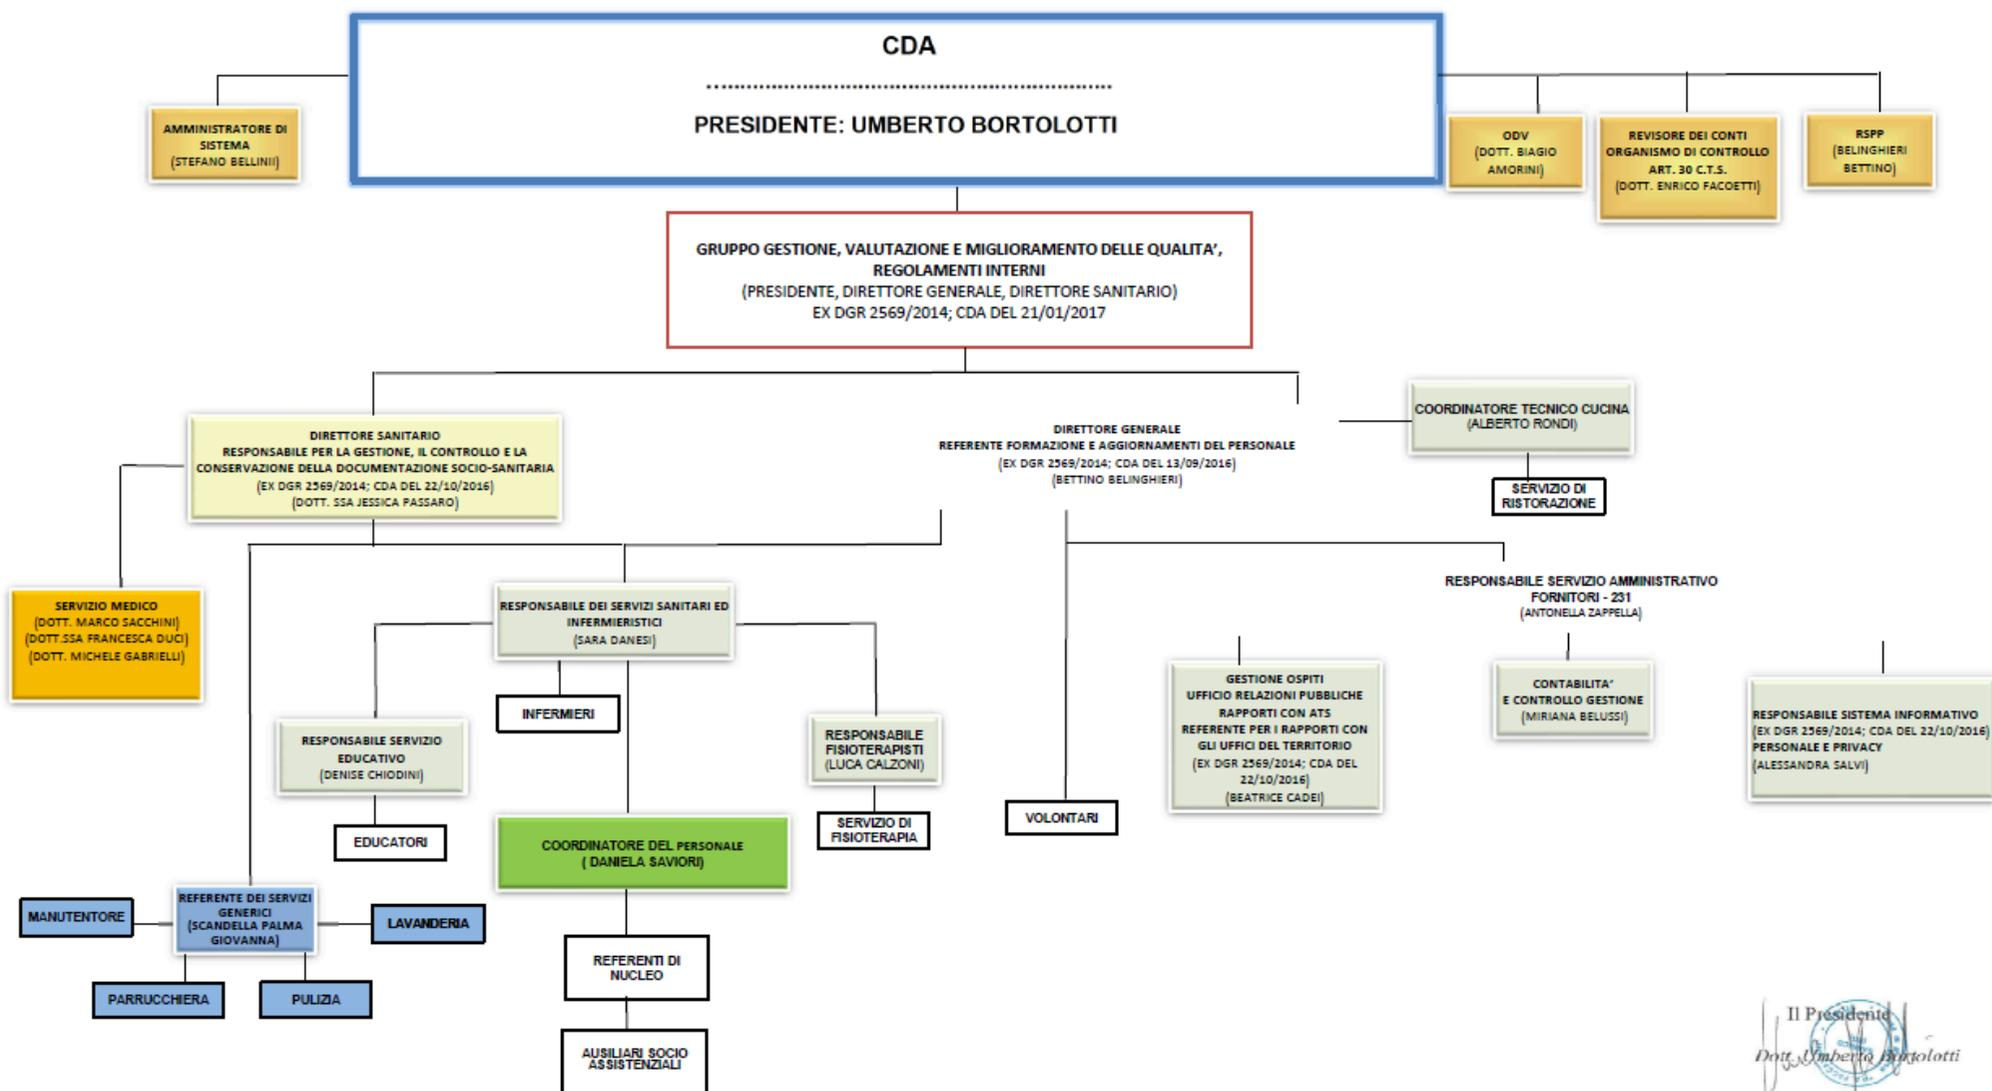 CDA
................................................................
PRESIDENTE: UMBERTO BORTOLOTTI
AMMINISTRATORE DI
SISTEMA
(STEFANO BELLINII)
ODV
(DOTT. BIAGIO
AMORINI)
REVISORE DEI CONTI
ORGANISMO DI CONTROLLO
ART. 30 C.T.S.
(DOTT. ENRICO FACOETTI)
RSPP
(BELINGHIERI
BETTINO)
GRUPPO GESTIONE, VALUTAZIONE E MIGLIORAMENTO DELLE QUALITA’,
REGOLAMENTI INTERNI
(PRESIDENTE, DIRETTORE GENERALE, DIRETTORE SANITARIO)
EX DGR 2569/2014; CDA DEL 21/01/2017
DIRETTORE SANITARIO
RESPONSABILE PER LA GESTIONE, IL CONTROLLO E LA
CONSERVAZIONE DELLA DOCUMENTAZIONE SOCIO-SANITARIA
(EX DGR 2569/2014; CDA DEL 22/10/2016)
(DOTT. SSA JESSICA PASSARO)
DIRETTORE GENERALE
REFERENTE FORMAZIONE E AGGIORNAMENTI DEL PERSONALE
(EX DGR 2569/2014; CDA DEL 13/09/2016)
(BETTINO BELINGHIERI)
COORDINATORE TECNICO CUCINA
(ALBERTO RONDI)
SERVIZIO DI
RISTORAZIONE
SERVIZIO MEDICO
(DOTT. MARCO SACCHINI)
(DOTT.SSA FRANCESCA DUCI)
(DOTT. MICHELE GABRIELLI)
RESPONSABILE DEI SERVIZI SANITARI ED
INFERMIERISTICI
(SARA DANESI)
RESPONSABILE SERVIZIO AMMINISTRATIVO
FORNITORI - 231
(ANTONELLA ZAPPELLA)
INFERMIERI
RESPONSABILE SERVIZIO
EDUCATIVO
(DENISE CHIODINI)
EDUCATORI
RESPONSABILE
FISIOTERAPISTI
(LUCA CALZONI)
SERVIZIO DI
FISIOTERAPIA
VOLONTARI
GESTIONE OSPITI
UFFICIO RELAZIONI PUBBLICHE
RAPPORTI CON ATS
REFERENTE PER I RAPPORTI CON
GLI UFFICI DEL TERRITORIO
(EX DGR 2569/2014; CDA DEL
22/10/2016)
(BEATRICE CADEI)
CONTABILITA’
E CONTROLLO GESTIONE
(MIRIANA BELUSSI)
RESPONSABILE SISTEMA INFORMATIVO
(EX DGR 2569/2014; CDA DEL 22/10/2016)
PERSONALE E PRIVACY
(ALESSANDRA SALVI)
COORDINATORE DEL PERSONALE
( DANIELA SAVIORI)
REFERENTI DI
NUCLEO
AUSILIARI SOCIO
ASSISTENZIALI
MANUTENTORE
REFERENTE DEI SERVIZI
GENERICI
(SCANDELLA PALMA
GIOVANNA)
LAVANDERIA
PARRUCCHIERA
PULIZIA
Il Presidente
Dott. Umberto Bortolotti